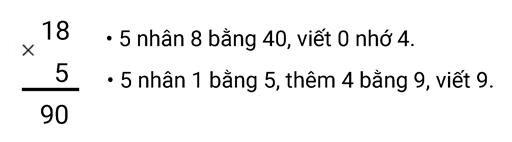 18
×
5
90
• 5 nhân 8 bằng 40, viết 0 nhớ 4.
• 5 nhân 1 bằng 5, thêm 4 bằng 9, viết 9.